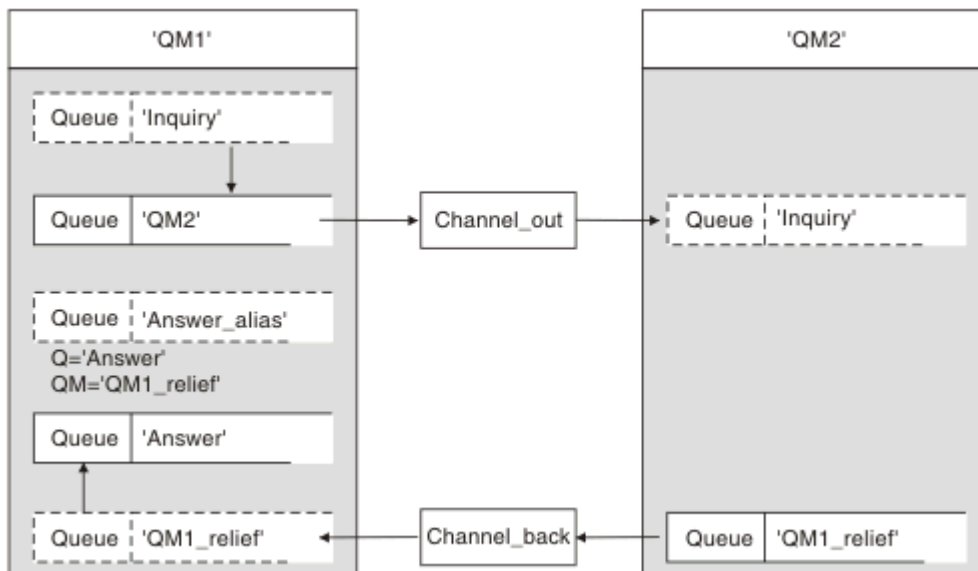 'QM1'
Queue 'Inquiry'
Queue 'QM2'
Queue 'Answer_alias'
Q='Answer'
QM='QM1_relief'
Queue 'Answer'
Queue 'QM1_relief'
Channel_out
Channel_back
'QM2'
Queue 'Inquiry'
Queue 'QM1_relief'